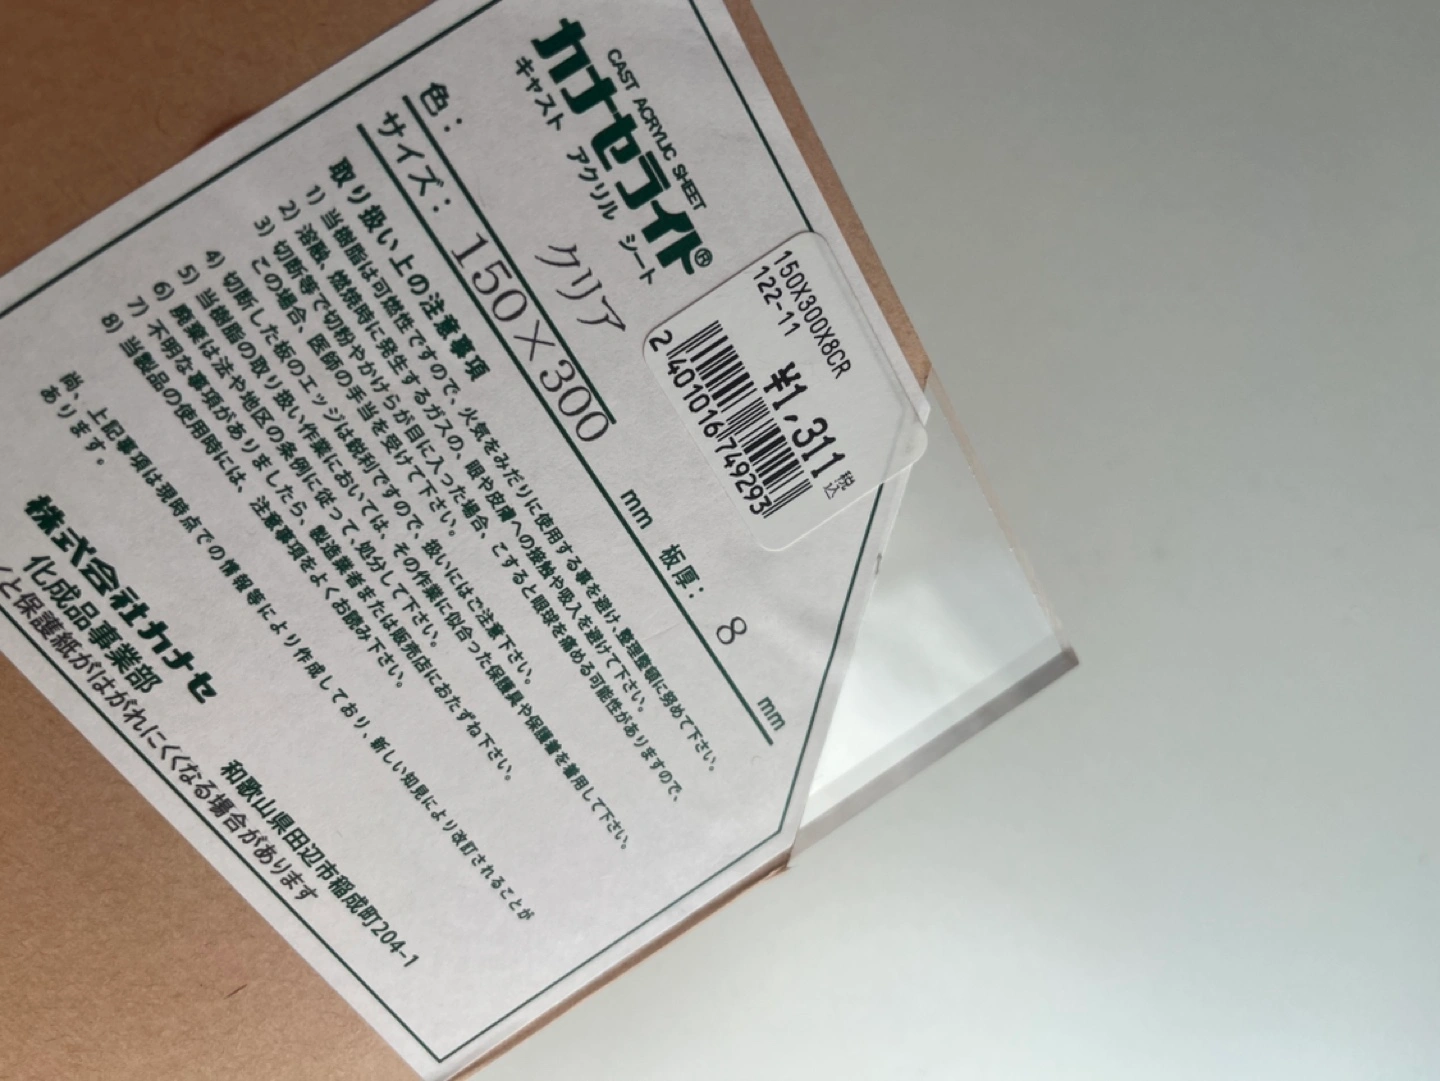 CAST ACRYLIC SHEET
カナセライト®
キャスト アクリル シート
色： クリア
サイズ： 150×300 mm 板厚： 8 mm
取り扱い上の注意事項
1) 当樹脂は可燃性ですので、火気をみだりに使用する事を避け、整理整頓に努めて下さい。
2) 溶融、燃焼時に発生するガスの、眼や皮膚への接触や吸入を避けて下さい。
3) 切断等で切粉やかけらが目に入った場合、こすると眼球を痛める可能性がありますので、
この場合、医師の手当を受けて下さい。
4) 切断した板のエッジは鋭利ですので、扱いにはご注意下さい。
5) 当樹脂の取り扱い作業においては、その作業に似合った保護具や保護着を着用して下さい。
6) 廃棄は法や地区の条例に従って、処分して下さい。
7) 不明な事項がありましたら、製造業者または販売店におたずね下さい。
8) 当製品の使用時には、注意事項をよくお読み下さい。
尚、上記事項は現時点での情報等により作成しており、新しい知見により改訂されることが
あります。
株式会社カナセ
化成品事業部
和歌山県田辺市稲成町204-1
と保護紙がはがれにくくなる場合があります
150X300X8CR
122-11
¥1,311 税込
2 401016 749293